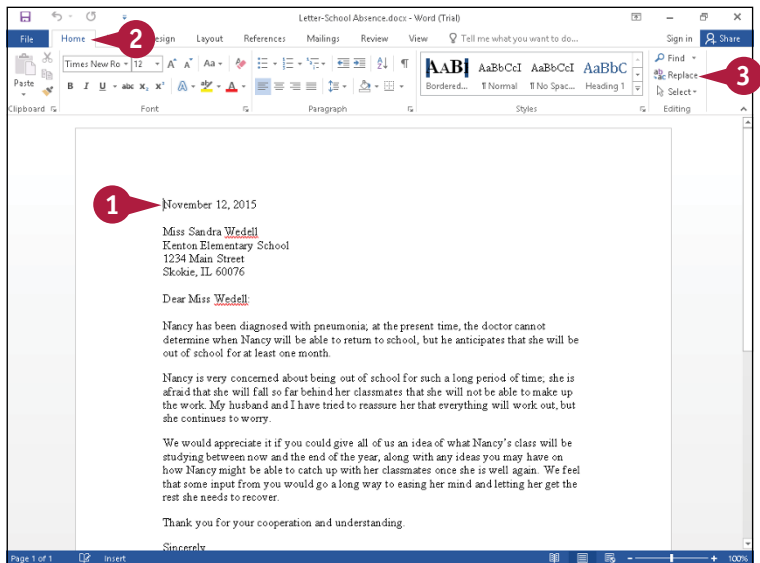 Letter-School Absence.docx - Word (Trial)
File Home esign Layout References Mailings Review View Tell me what you want to do... Sign in Share
2
Times New Ro 12 A A Aa
Find
Paste
B I U abc X₂ X² A ab A
AABI AaBbCcI AaBbCcI AaBbC
Replace
3
Bordered... ¶ Normal ¶ No Spac... Heading 1
Select
Clipboard Font Paragraph Styles Editing
1
November 12, 2015
Miss Sandra Wedell
Kenton Elementary School
1234 Main Street
Skokie, IL 60076
Dear Miss Wedell:
Nancy has been diagnosed with pneumonia; at the present time, the doctor cannot
determine when Nancy will be able to return to school, but he anticipates that she will be
out of school for at least one month.
Nancy is very concerned about being out of school for such a long period of time; she is
afraid that she will fall so far behind her classmates that she will not be able to make up
the work. My husband and I have tried to reassure her that everything will work out, but
she continues to worry.
We would appreciate it if you could give all of us an idea of what Nancy's class will be
studying between now and the end of the year, along with any ideas you may have on
how Nancy might be able to catch up with her classmates once she is well again. We feel
that some input from you would go a long way to easing her mind and letting her get the
rest she needs to recover.
Thank you for your cooperation and understanding.
Sincerely
Page 1 of 1 Insert 100%